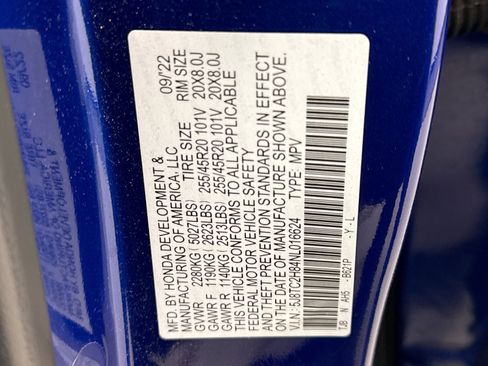 MFD. BY HONDA DEVELOPMENT & 09/22
MANUFACTURING OF AMERICA, LLC
TIRE SIZE RIM SIZE
GVWR 2280KG (5027LBS)
GAWR F 1190KG (2623LBS) 255/45R20 101V 20X8.0J
GAWR R 1140KG (2513LBS) 255/45R20 101V 20X8.0J
THIS VEHICLE CONFORMS TO ALL APPLICABLE
FEDERAL MOTOR VEHICLE SAFETY
AND THEFT PREVENTION STANDARDS IN EFFECT
ON THE DATE OF MANUFACTURE SHOWN ABOVE.
V.I.N: 5J8TC2H84NL016624 TYPE: MPV
TJB N AH5 -B621P - Y - L